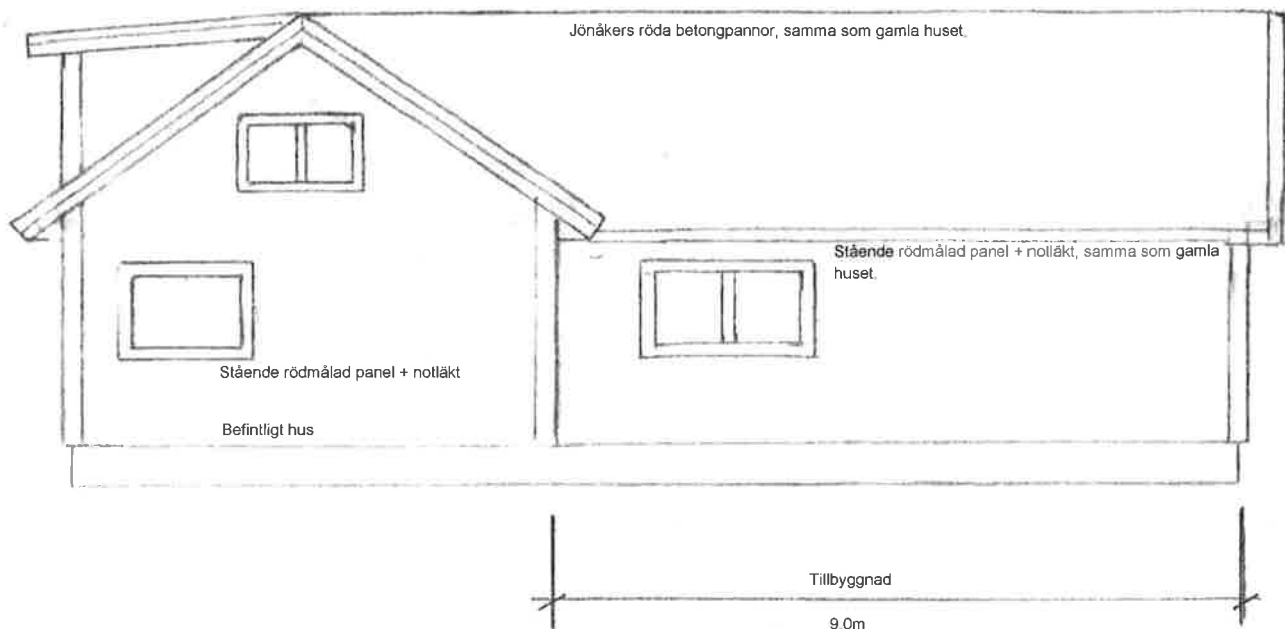 Jönåkers röda betongpannor, samma som gamla huset.
Stående rödmålad panel + notläkt, samma som gamla
huset.
Stående rödmålad panel + notläkt
Befintligt hus
Tillbyggnad
9.0m